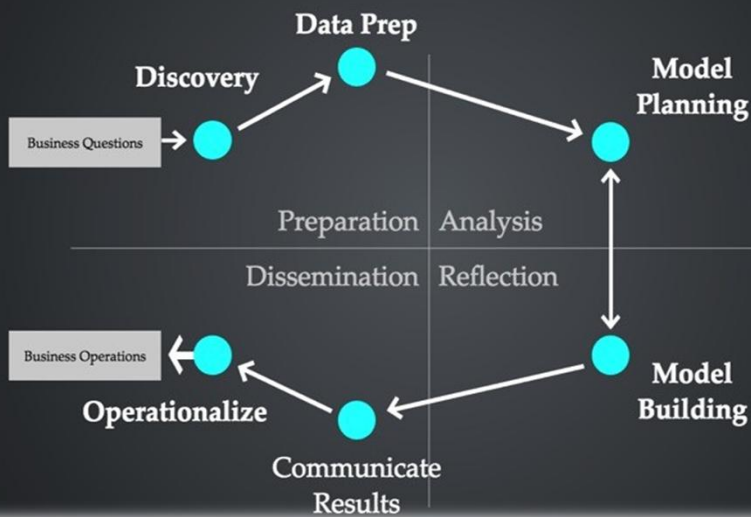 Data Prep
Discovery
Model
Planning
Business Questions
Preparation
Analysis
Dissemination
Reflection
Business Operations
Operationalize
Model
Building
Communicate
Results